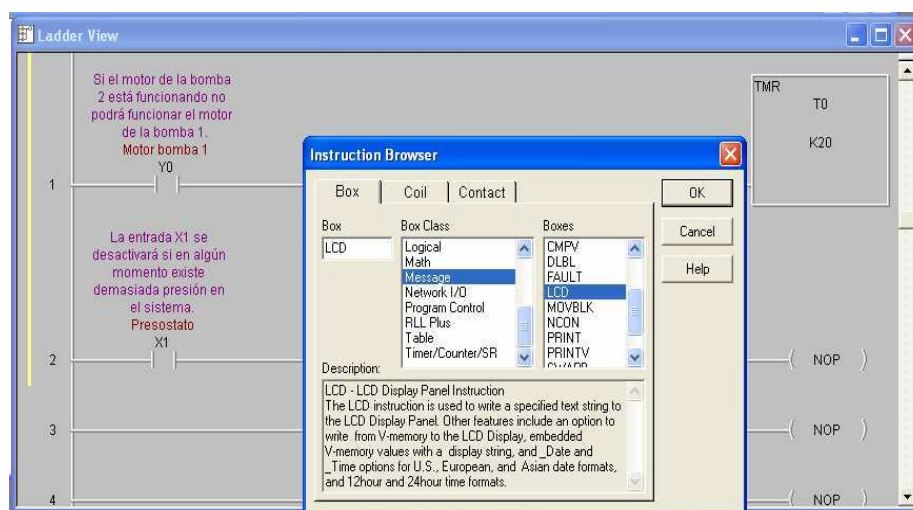 Ladder View
Si el motor de la bomba
2 está funcionando no
podrá funcionar el motor
de la bomba 1.
Motor bomba 1
Y0
1
TMR
T0
K20
La entrada X1 se
desactivará si en algún
momento existe
demasiada presión en
el sistema.
Presostato
X1
2
NOP
3
NOP
4
NOP
Instruction Browser
Box
Coil
Contact
OK
Cancel
Help
Box
LCD
Box Class
Logical
Math
Message
Network I/O
Program Control
RLL Plus
Table
Timer/Counter/SR
Boxes
CMPV
DLBL
FAULT
LCD
MOVBLK
NCON
PRINT
PRINTV
Description:
LCD - LCD Display Panel Instruction
The LCD instruction is used to write a specified text string to
the LCD Display Panel. Other features include an option to
write from V-memory to the LCD Display, embedded
V-memory values with a display string, and _Date and
_Time options for U.S., European, and Asian date formats,
and 12hour and 24hour time formats.